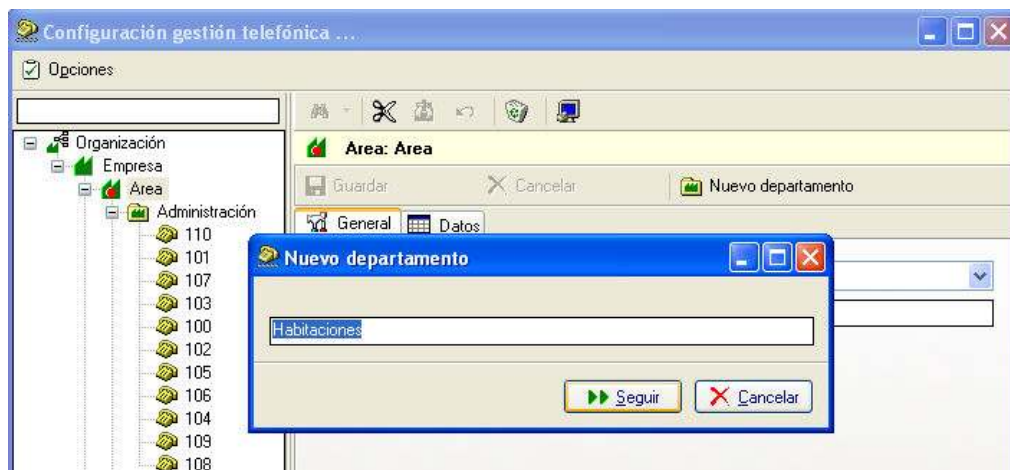 Configuración gestión telefónica ...
Opciones
Organización
Empresa
Area
Administración
110
101
107
103
100
102
105
106
104
109
108
Area: Area
Guardar Cancelar Nuevo departamento
General Datos
Nuevo departamento
Habitaciones
Seguir Cancelar